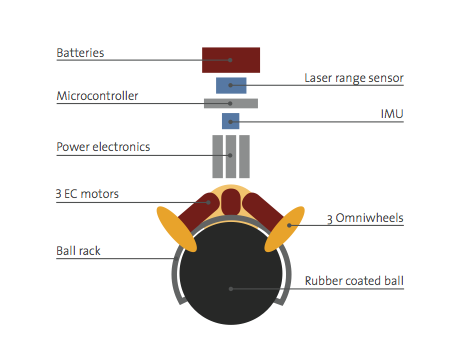 Batteries
Laser range sensor
Microcontroller
IMU
Power electronics
3 EC motors
3 Omniwheels
Ball rack
Rubber coated ball